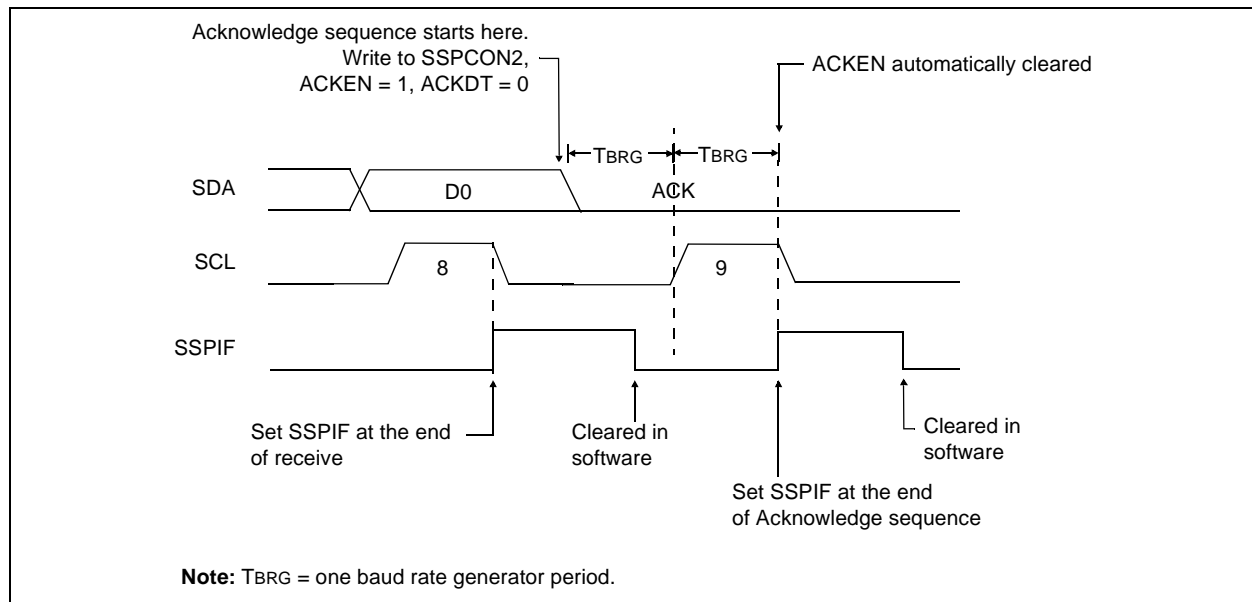 Acknowledge sequence starts here.
Write to SSPCON2,
ACKEN = 1, ACKDT = 0
ACKEN automatically cleared
TBRG
TBRG
SDA
D0
ACK
SCL
8
9
SSPIF
Set SSPIF at the end
of receive
Cleared in
software
Set SSPIF at the end
of Acknowledge sequence
Cleared in
software
Note: TBRG = one baud rate generator period.